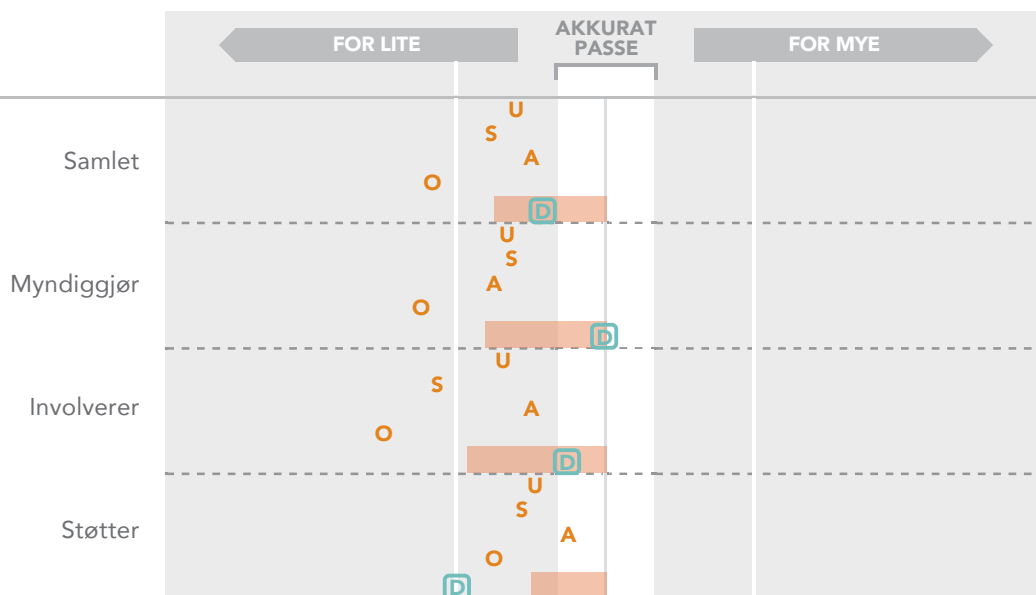 FOR LITE
AKKURAT
PASSE
FOR MYE
Samlet
U
S
A
O
D
Myndiggjør
U
S
A
O
D
Involverer
U
S
A
O
D
Støtter
U
S
A
O
D